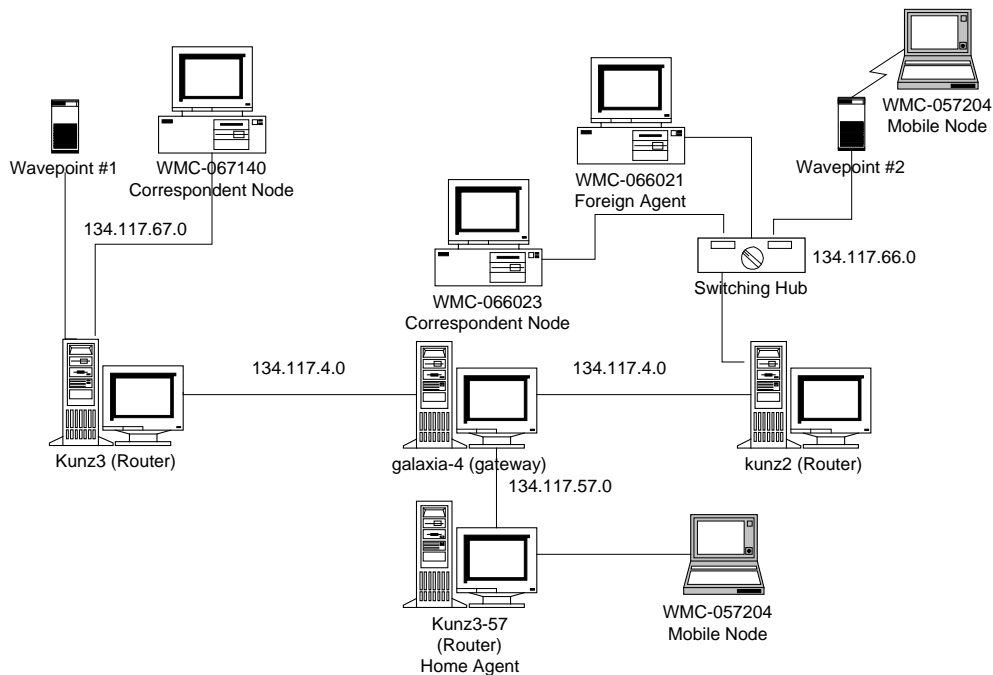 WMC-057204
Mobile Node
Wavepoint #1
WMC-067140
Correspondent Node
WMC-066021
Foreign Agent
Wavepoint #2
134.117.67.0
134.117.66.0
Switching Hub
WMC-066023
Correspondent Node
134.117.4.0
134.117.4.0
Kunz3 (Router)
galaxia-4 (gateway)
kunz2 (Router)
134.117.57.0
Kunz3-57
(Router)
Home Agent
WMC-057204
Mobile Node